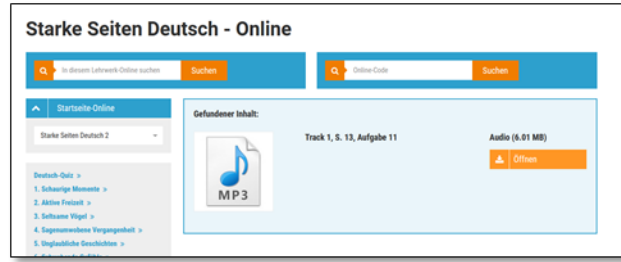 Starke Seiten Deutsch - Online
In diesem Lehrwerk-Online suchen Suchen
Online-Code Suchen
Startseite-Online
Starke Seiten Deutsch 2
Deutsch-Quiz »
1. Schaurige Momente »
2. Aktive Freizeit »
3. Seltsame Vögel »
4. Sagenumwobene Vergangenheit »
5. Unglaubliche Geschichten »
Gefundener Inhalt:
MP3
Track 1, S. 13, Aufgabe 11
Audio (6.01 MB)
Öffnen